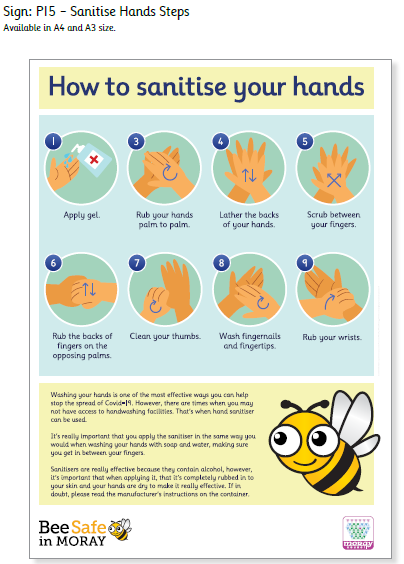 Sign: PI5 – Sanitise Hands Steps
Available in A4 and A3 size.
How to sanitise your hands
1
3
4
5
Apply gel.
Rub your hands
palm to palm.
Lather the backs
of your hands.
Scrub between
your fingers.
6
7
8
9
Rub the backs of
fingers on the
opposing palms.
Clean your thumbs.
Wash fingernails
and fingertips.
Rub your wrists.
Washing your hands is one of the most effective ways you can help
stop the spread of Covid-19. However, there are times when you may
not have access to handwashing facilities. That's when hand sanitiser
can be used.
It's really important that you apply the sanitiser in the same way you
would when washing your hands with soap and water, making sure
you get in between your fingers.
Sanitisers are really effective because they contain alcohol, however,
it's important that when applying it, that it's completely rubbed in to
your skin and your hands are dry to make it really effective. If in
doubt, please read the manufacturer's instructions on the container.
Bee Safe
in MORAY
moray